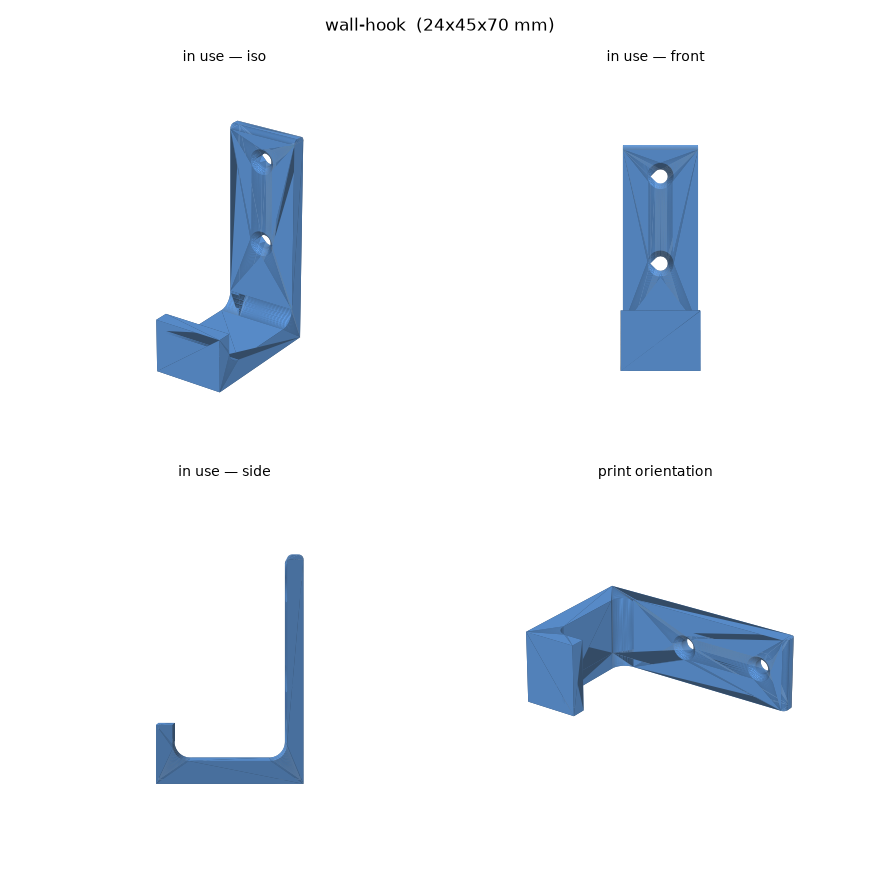 wall-hook  (24x45x70 mm)
in use — iso
in use — front
in use — side
print orientation